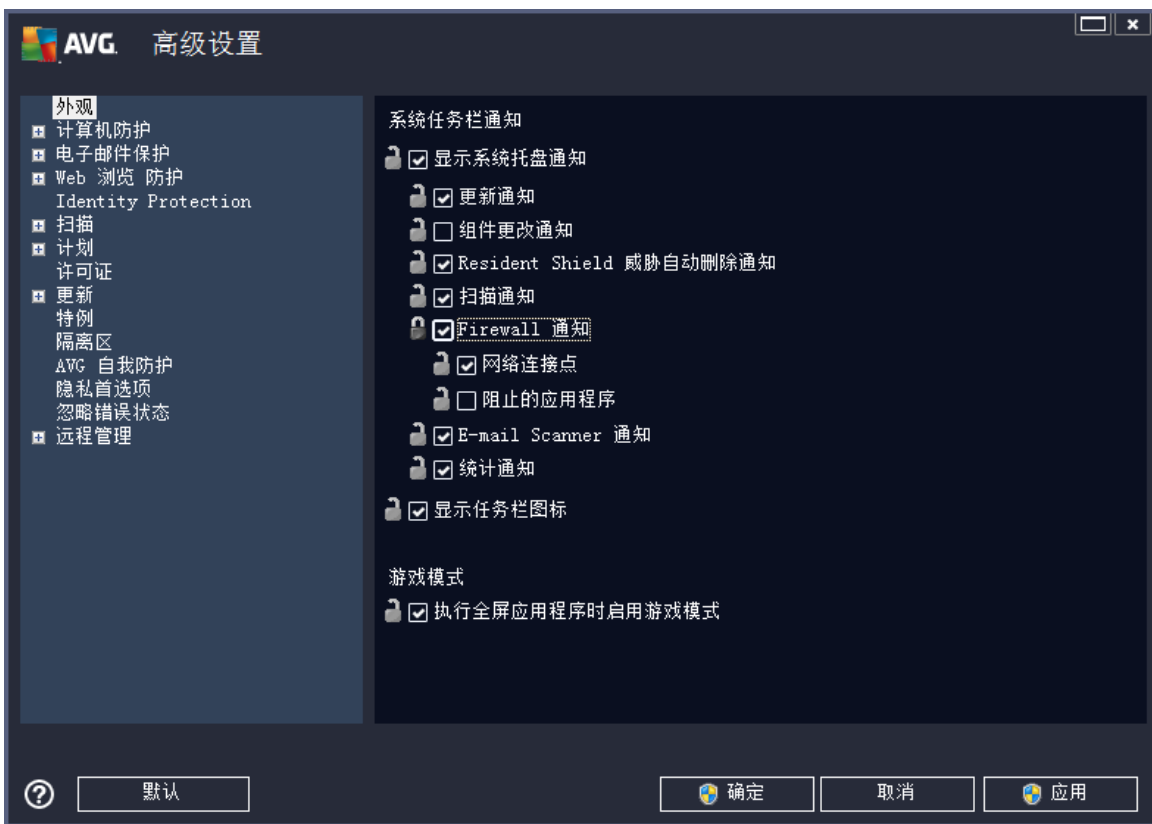 AVG. 高级设置
外观
计算机防护
电子邮件保护
Web 浏览 防护
Identity Protection
扫描
计划
许可证
更新
特例
隔离区
AVG 自我防护
隐私首选项
忽略错误状态
远程管理
系统任务栏通知
显示系统托盘通知
更新通知
组件更改通知
Resident Shield 威胁自动删除通知
扫描通知
Firewall 通知
网络连接点
阻止的应用程序
E-mail Scanner 通知
统计通知
显示任务栏图标
游戏模式
执行全屏应用程序时启用游戏模式
默认
确定
取消
应用